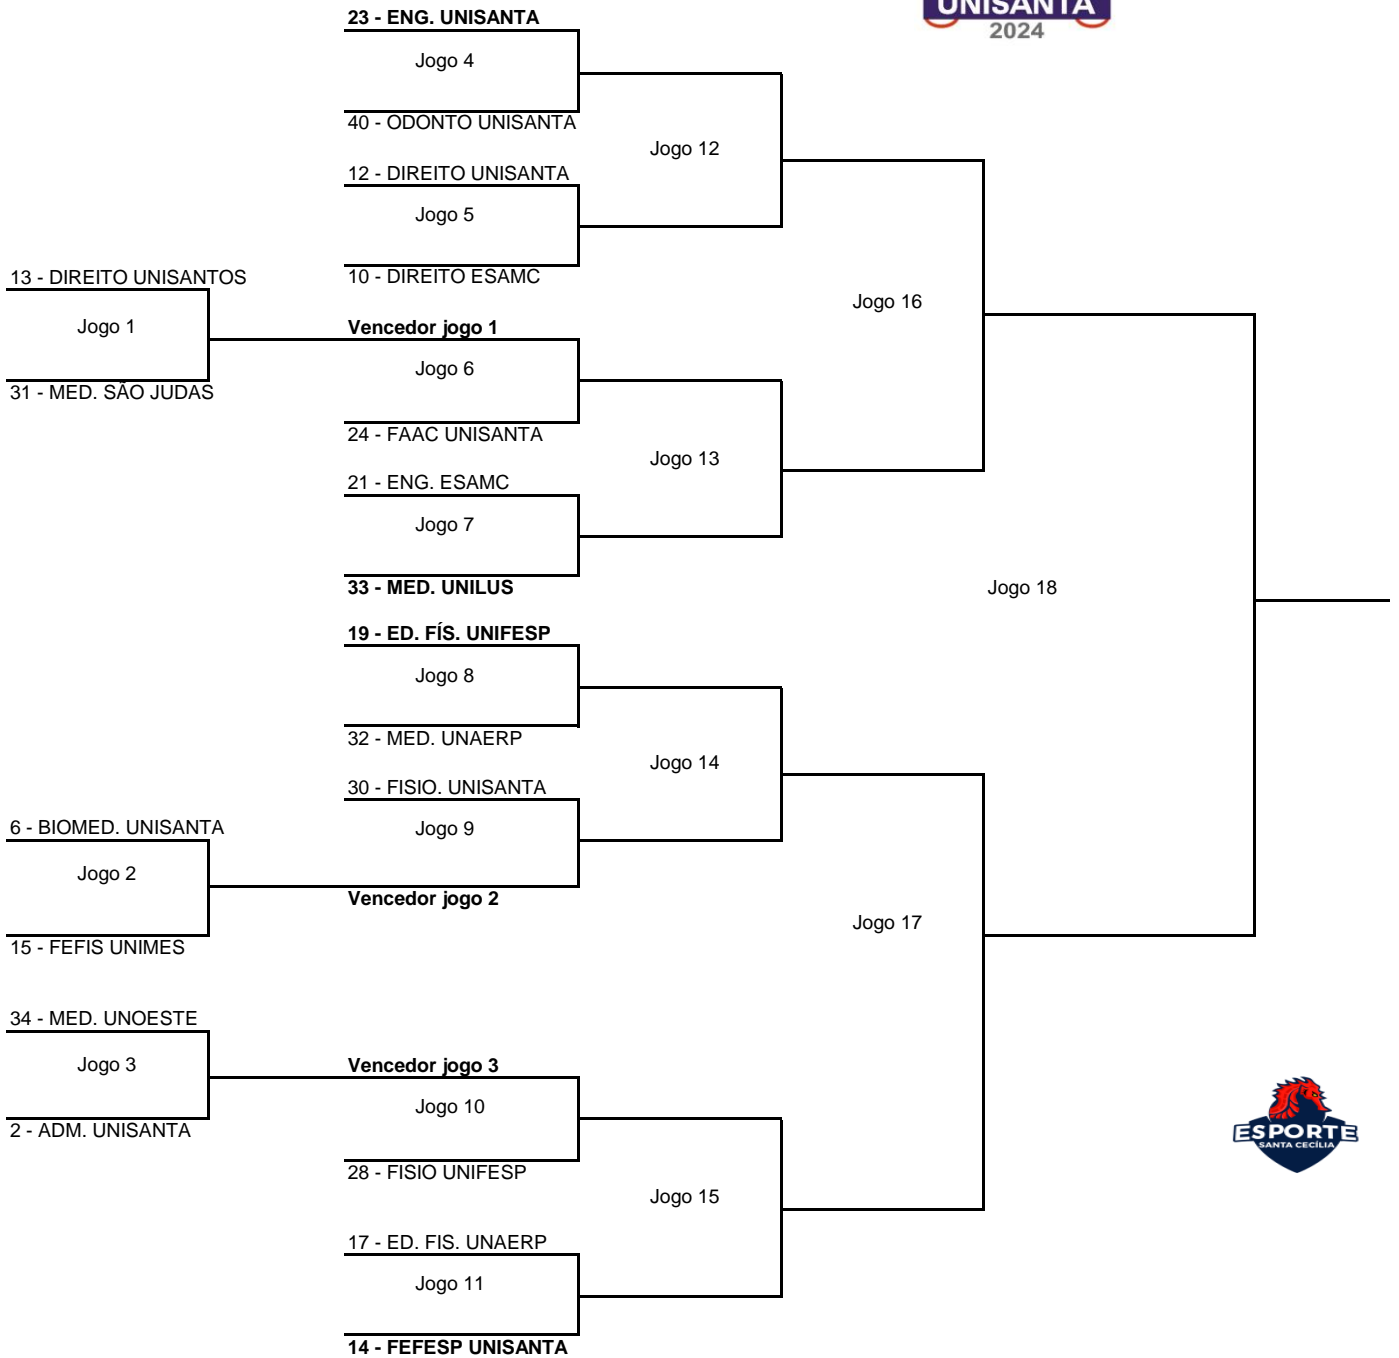 UNISANTA
2024
23 - ENG. UNISANTA
Jogo 4
40 - ODONTO UNISANTA
Jogo 12
12 - DIREITO UNISANTA
Jogo 5
10 - DIREITO ESAMC
13 - DIREITO UNISANTOS
Jogo 16
Jogo 1
Vencedor jogo 1
Jogo 6
31 - MED. SÃO JUDAS
24 - FAAC UNISANTA
Jogo 13
21 - ENG. ESAMC
Jogo 7
33 - MED. UNILUS
Jogo 18
19 - ED. FÍS. UNIFESP
Jogo 8
32 - MED. UNAERP
Jogo 14
30 - FISIO. UNISANTA
6 - BIOMED. UNISANTA
Jogo 9
Jogo 2
Vencedor jogo 2
Jogo 17
15 - FEFIS UNIMES
34 - MED. UNOESTE
Jogo 3
Vencedor jogo 3
Jogo 10
2 - ADM. UNISANTA
28 - FISIO UNIFESP
Jogo 15
17 - ED. FIS. UNAERP
Jogo 11
14 - FEFESP UNISANTA
ESPORTE
SANTA CECÍLIA